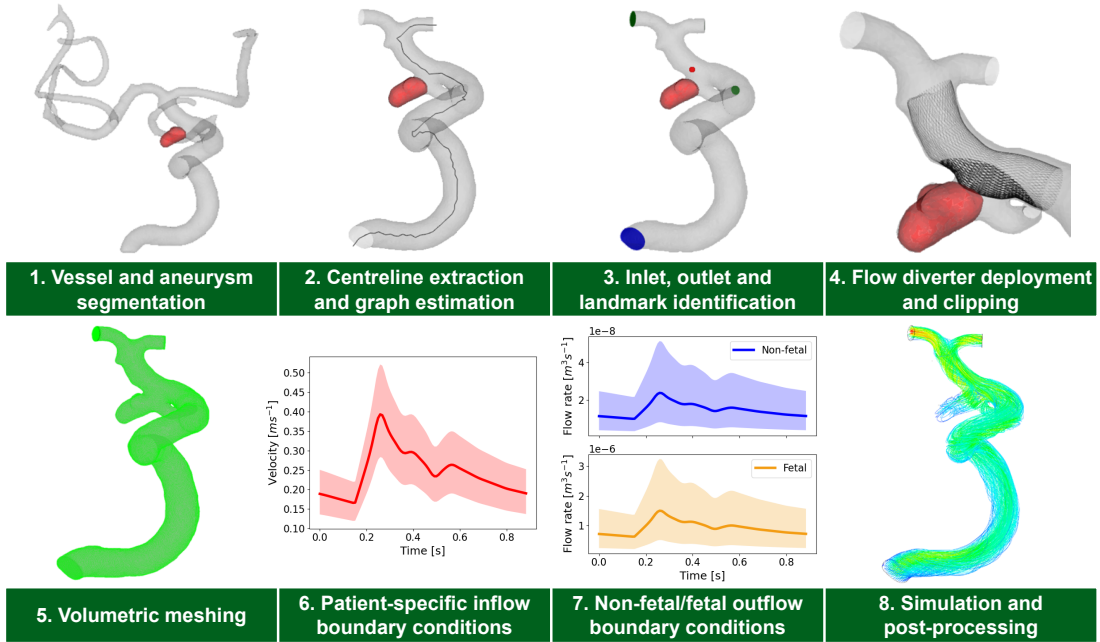 1. Vessel and aneurysm
segmentation
2. Centreline extraction
and graph estimation
3. Inlet, outlet and
landmark identification
4. Flow diverter deployment
and clipping
5. Volumetric meshing
Velocity [ms⁻¹]
0.50
0.45
0.40
0.35
0.30
0.25
0.20
0.15
0.10
0.0 0.2 0.4 0.6 0.8
Time [s]
6. Patient-specific inflow
boundary conditions
1e−8
Flow rate [m³s⁻¹]
4
2
Non-fetal
1e−6
Flow rate [m³s⁻¹]
3
2
1
Fetal
0.0 0.2 0.4 0.6 0.8
Time [s]
7. Non-fetal/fetal outflow
boundary conditions
8. Simulation and
post-processing